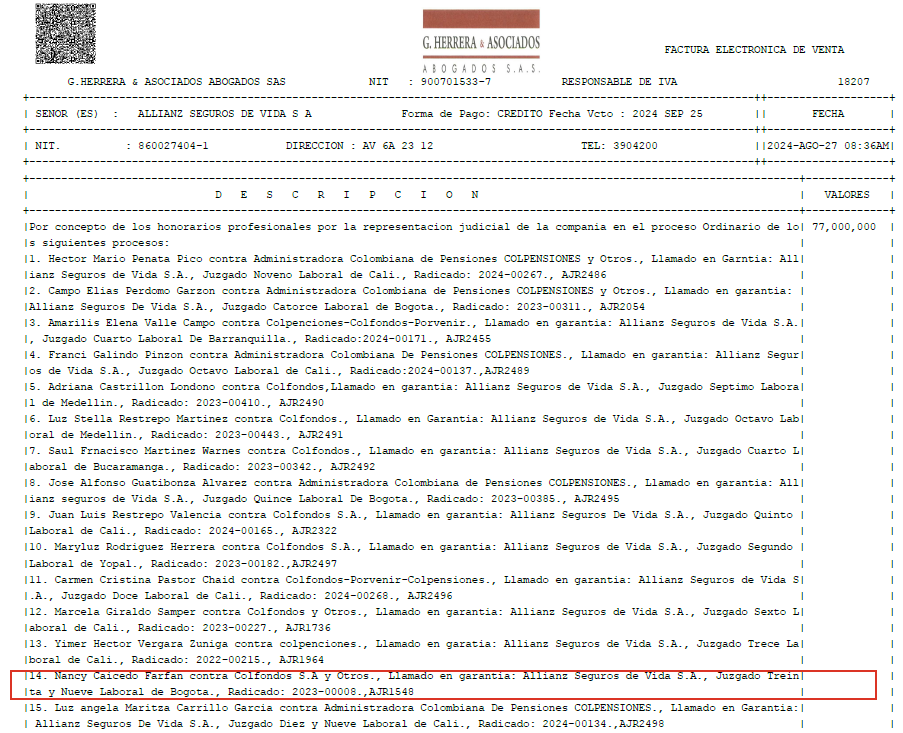 G. HERRERA & ASOCIADOS
ABOGADOS S.A.S.
FACTURA ELECTRONICA DE VENTA
G.HERRERA & ASOCIADOS ABOGADOS SAS NIT : 900701533-7 RESPONSABLE DE IVA 18207
SENOR (ES) : ALLIANZ SEGUROS DE VIDA S A Forma de Pago: CREDITO Fecha Vcto : 2024 SEP 25 FECHA
NIT. : 860027404-1 DIRECCION : AV 6A 23 12 TEL: 3904200 2024-AGO-27 08:36AM
D E S C R I P C I O N VALORES
Por concepto de los honorarios profesionales por la representacion judicial de la compania en el proceso Ordinario de lo 77,000,000
s siguientes procesos:
1. Hector Mario Penata Pico contra Administradora Colombiana de Pensiones COLPENSIONES y Otros., Llamado en Garntia: All
ianz Seguros de Vida S.A., Juzgado Noveno Laboral de Cali., Radicado: 2024-00267., AJR2486
2. Campo Elias Perdomo Garzon contra Administradora Colombiana de Pensiones COLPENSIONES y Otros., Llamado en garantia:
Allianz Seguros De Vida S.A., Juzgado Catorce Laboral de Bogota., Radicado: 2023-00311., AJR2054
3. Amarilis Elena Valle Campo contra Colpenciones-Colfondos-Porvenir., Llamado en garantia: Allianz Seguros de Vida S.A.
, Juzgado Cuarto Laboral De Barranquilla., Radicado:2024-00171., AJR2455
4. Franci Galindo Pinzon contra Administradora Colombiana De Pensiones COLPENSIONES., Llamado en garantia: Allianz Segur
os de Vida S.A., Juzgado Octavo Laboral de Cali., Radicado:2024-00137.,AJR2489
5. Adriana Castrillon Londono contra Colfondos,Llamado en garantia: Allianz Seguros de Vida S.A., Juzgado Septimo Labora
l de Medellin., Radicado: 2023-00410., AJR2490
6. Luz Stella Restrepo Martinez contra Colfondos., Llamado en Garantia: Allianz Seguros de Vida S.A., Juzgado Octavo Lab
oral de Medellin., Radicado: 2023-00443., AJR2491
7. Saul Frnacisco Martinez Warnes contra Colfondos., Llamado en garantia: Allianz Seguros de Vida S.A., Juzgado Cuarto L
aboral de Bucaramanga., Radicado: 2023-00342., AJR2492
8. Jose Alfonso Guatibonza Alvarez contra Administradora Colombiana de Pensiones COLPENSIONES., Llamado en garantia: All
ianz seguros de Vida S.A., Juzgado Quince Laboral De Bogota., Radicado: 2023-00385., AJR2495
9. Juan Luis Restrepo Valencia contra Colfondos S.A., Llamado en garantia: Allianz Seguros De Vida S.A., Juzgado Quinto
Laboral de Cali., Radicado: 2024-00165., AJR2322
10. Maryluz Rodriguez Herrera contra Colfondos S.A., Llamado en garantia: Allianz Seguros de Vida S.A., Juzgado Segundo
Laboral de Yopal., Radicado: 2023-00182.,AJR2497
11. Carmen Cristina Pastor Chaid contra Colfondos-Porvenir-Colpensiones., Llamado en garantia: Allianz Seguros de Vida S
.A., Juzgado Doce Laboral de Cali., Radicado: 2024-00268., AJR2496
12. Marcela Giraldo Samper contra Colfondos y Otros., Llamado en garantia: Allianz Seguros de Vida S.A., Juzgado Sexto L
aboral de Cali., Radicado: 2023-00227., AJR1736
13. Yimer Hector Vergara Zuniga contra colpenciones., Llamado en garantia: Allianz Seguros de Vida S.A., Juzgado Trece La
boral de Cali., Radicado: 2022-00215., AJR1964
14. Nancy Caicedo Farfan contra Colfondos S.A y Otros., Llamado en garantia: Allianz Seguros de Vida S.A., Juzgado Trein
ta y Nueve Laboral de Bogota., Radicado: 2023-00008.,AJR1548
15. Luz angela Maritza Carrillo Garcia contra Administradora Colombiana De Pensiones COLPENSIONES., Llamado en Garantia:
Allianz Seguros De Vida S.A., Juzgado Diez y Nueve Laboral de Cali., Radicado: 2024-00134.,AJR2498